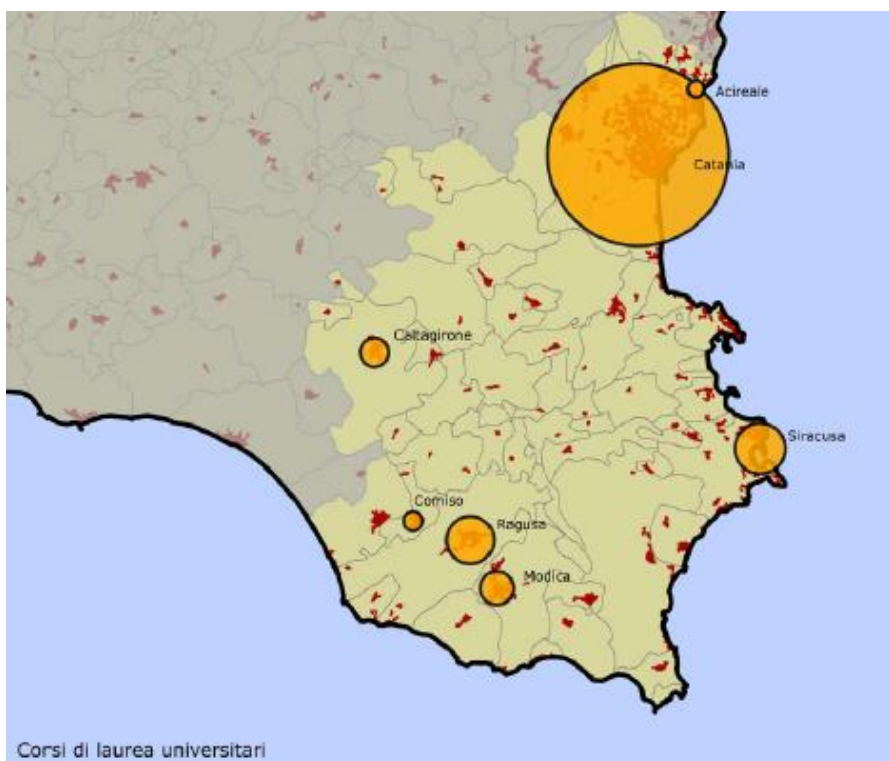 Acireale
Catania
Caltagirone
Siracusa
Comiso
Ragusa
Modica
Corsi di laurea universitari